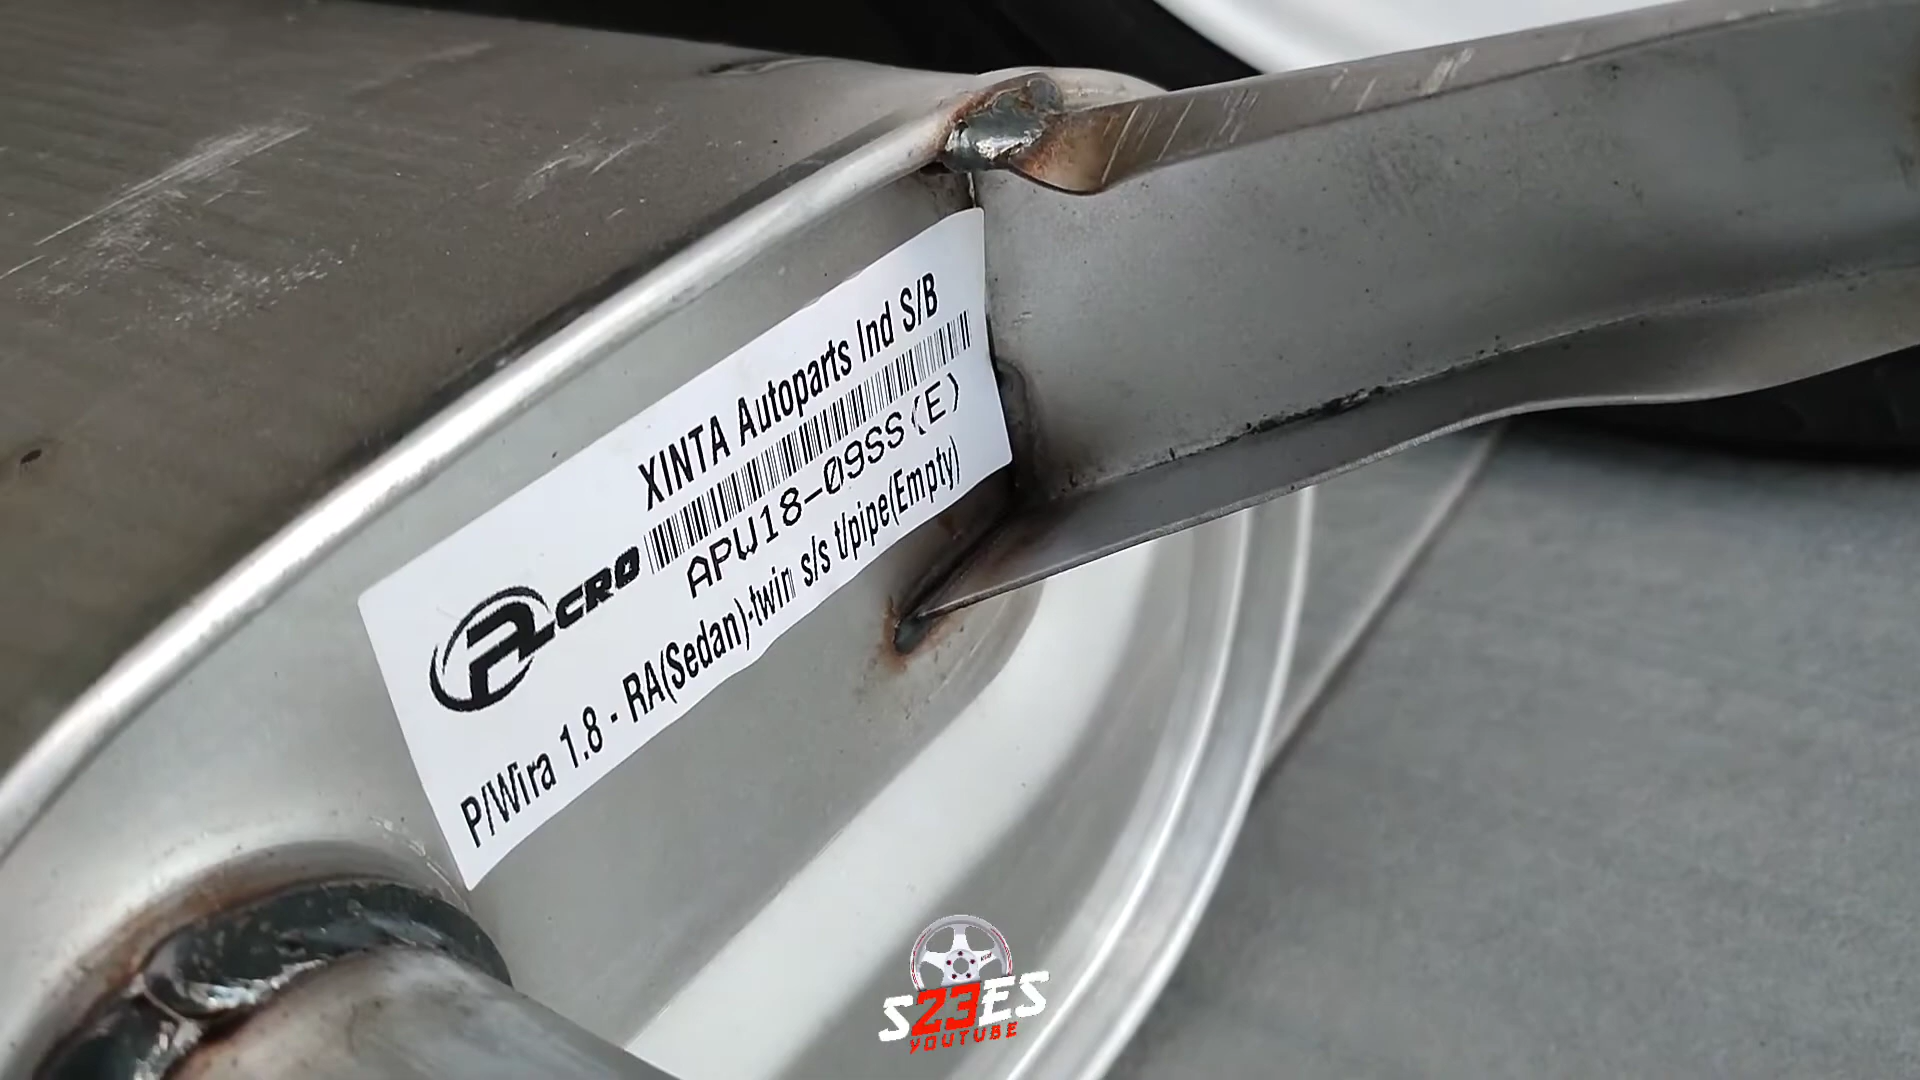 XINTA Autoparts Ind S/B
ACRO
APW18-09SS(E)
P/Wira 1.8 - RA(Sedan)-twin s/s t/pipe(Empty)
S23ES
YOUTUBE